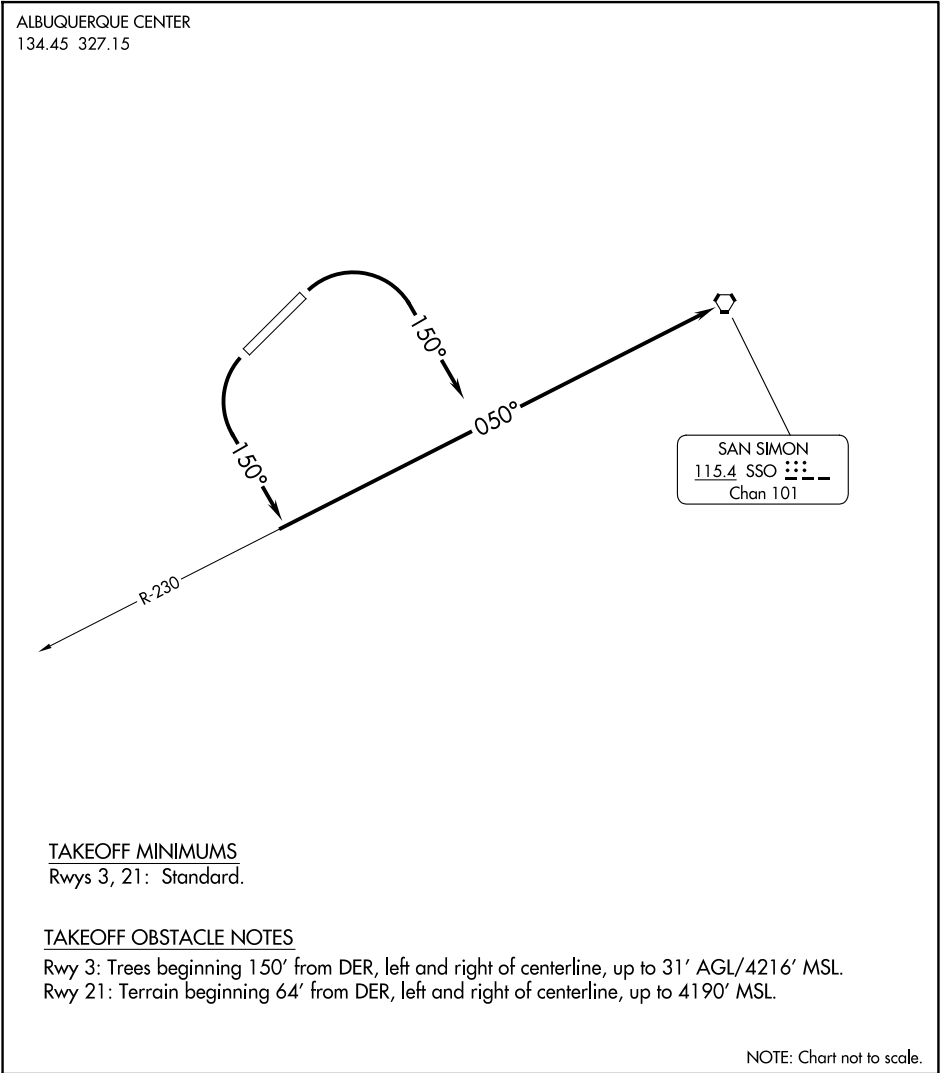 ALBUQUERQUE CENTER
134.45 327.15
150°
150°
050°
R-230
SAN SIMON
115.4 SSO
Chan 101
TAKEOFF MINIMUMS
Rwys 3, 21: Standard.
TAKEOFF OBSTACLE NOTES
Rwy 3: Trees beginning 150' from DER, left and right of centerline, up to 31' AGL/4216' MSL.
Rwy 21: Terrain beginning 64' from DER, left and right of centerline, up to 4190' MSL.
NOTE: Chart not to scale.